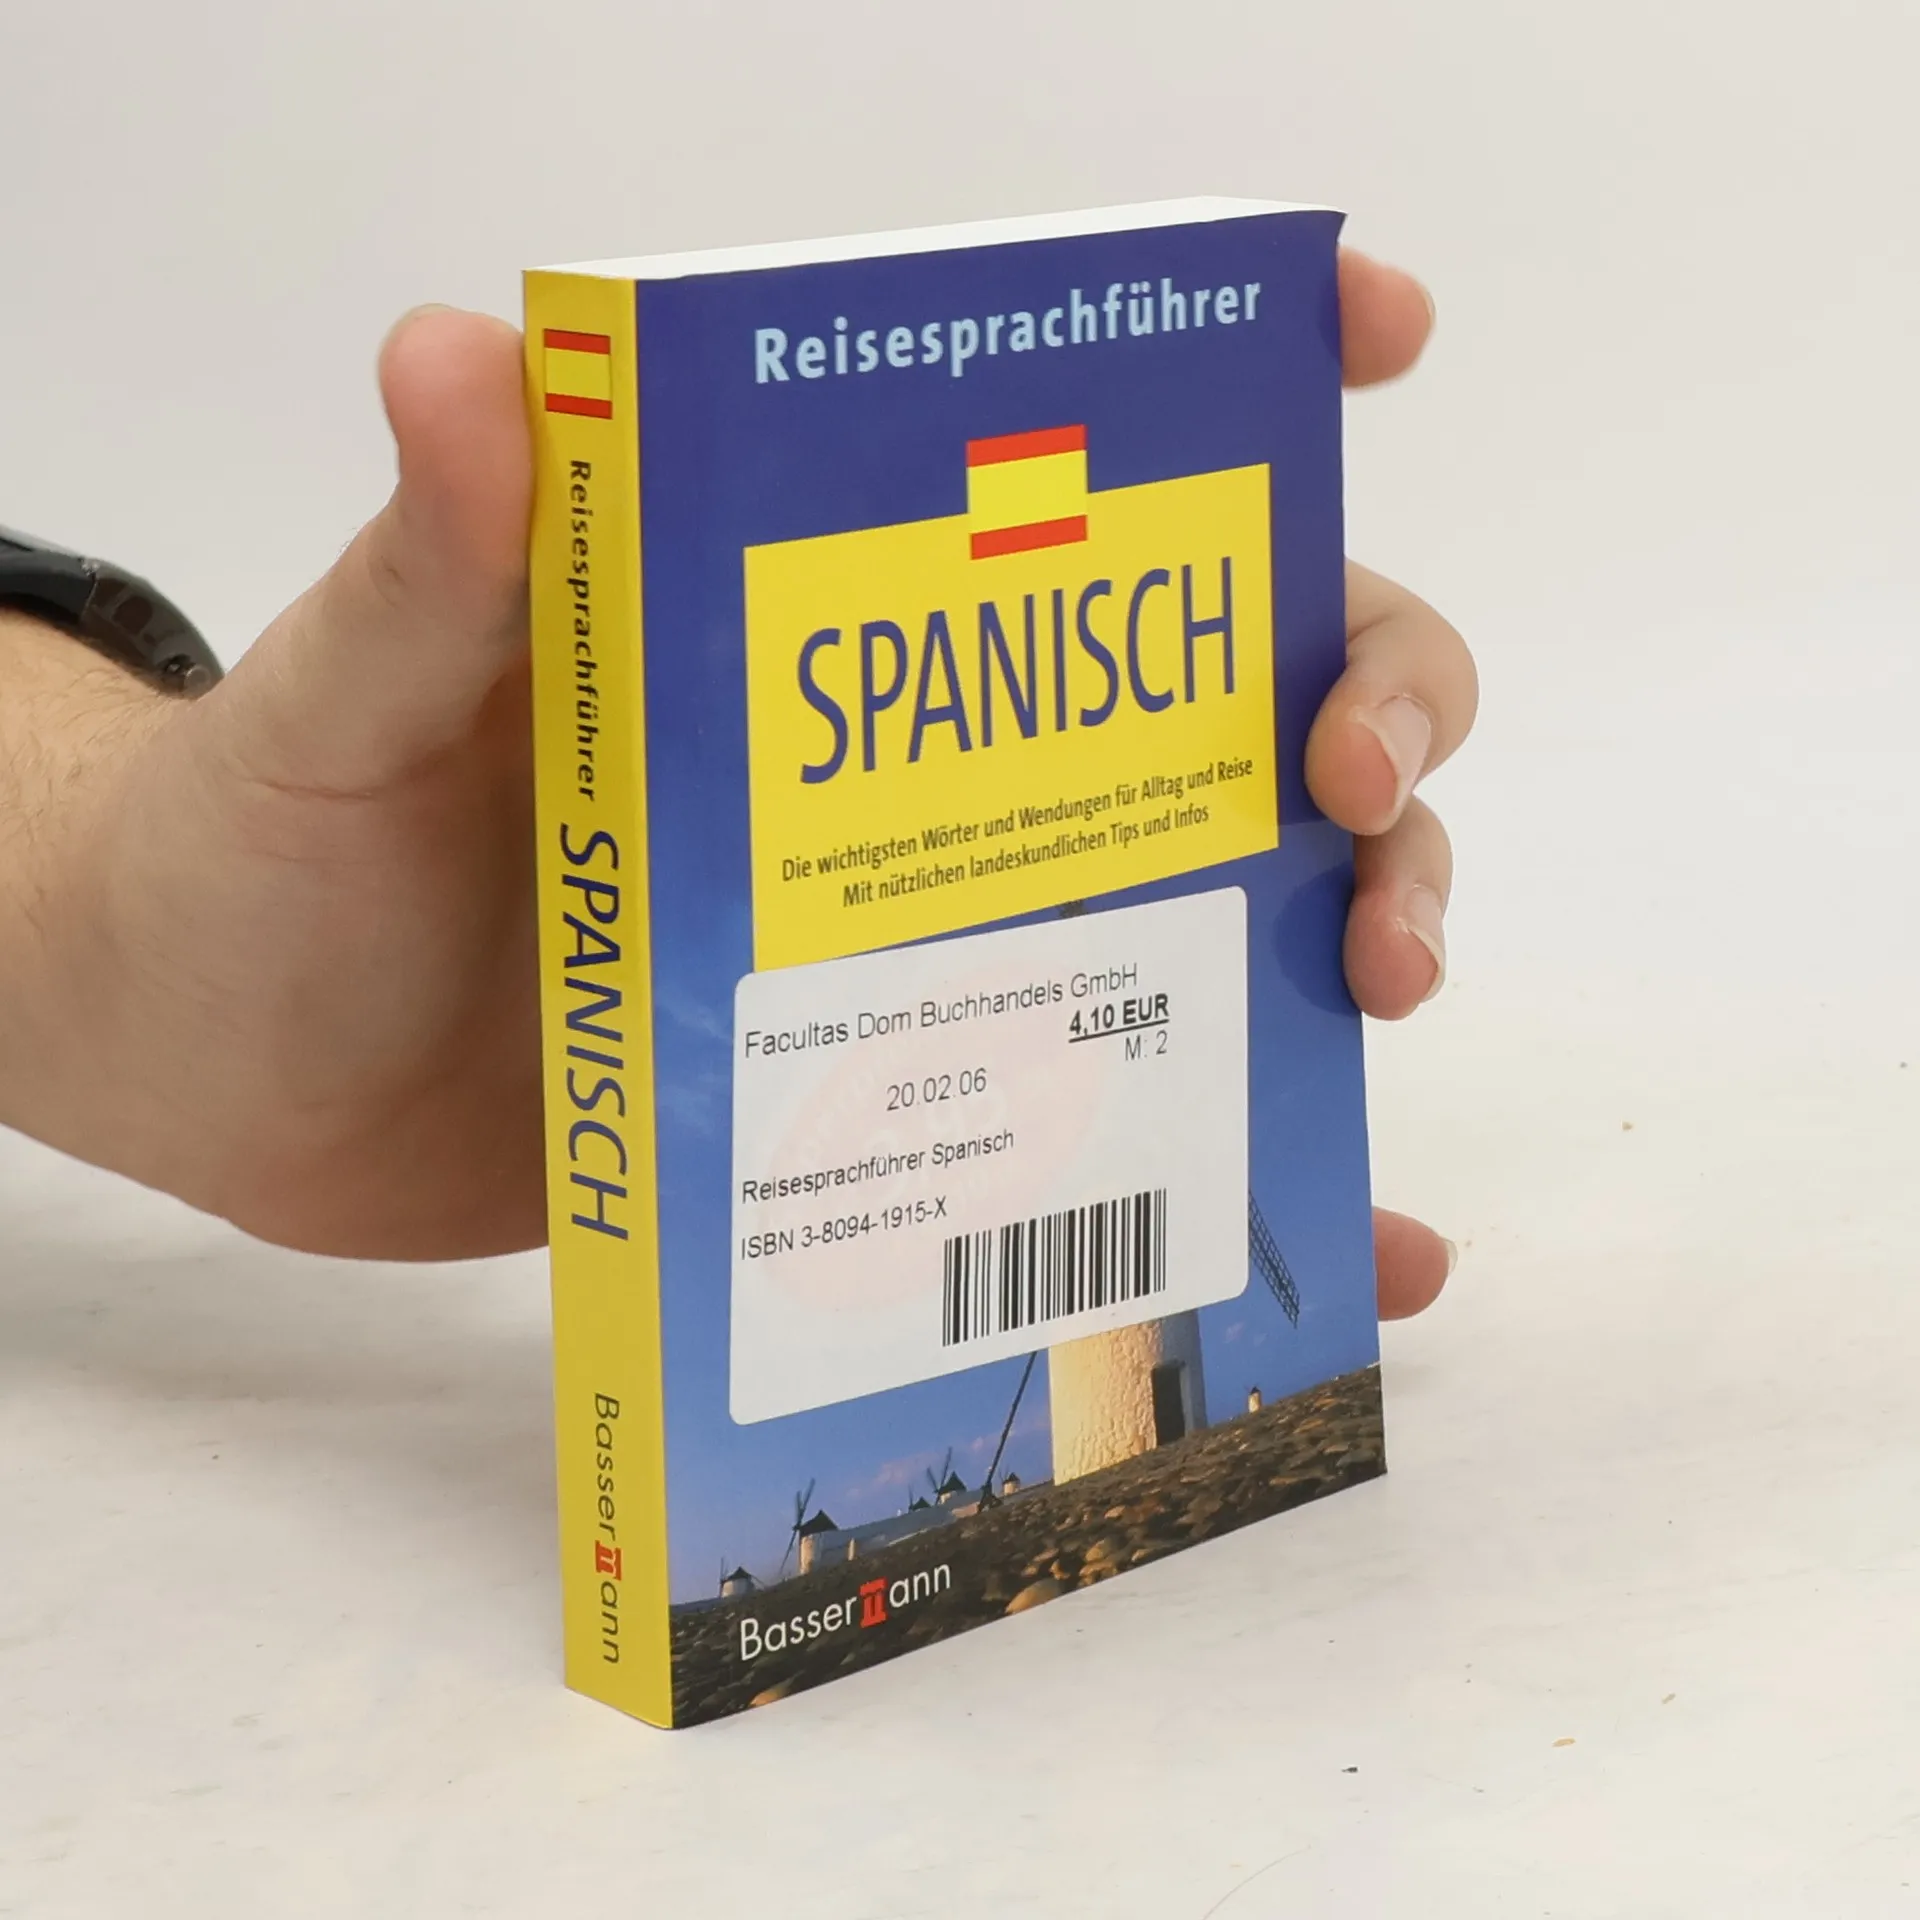 Reisesprachführer
SPANISCH
Bassermann
Reisesprachführer
SPANISCH
Die wichtigsten Wörter und Wendungen für Alltag und Reise
Mit nützlichen landeskundlichen Tips und Infos
Facultas Dom Buchhandels GmbH
4,10 EUR
M: 2
20.02.06
Reisesprachführer Spanisch
ISBN 3-8094-1915-X
Bassermann